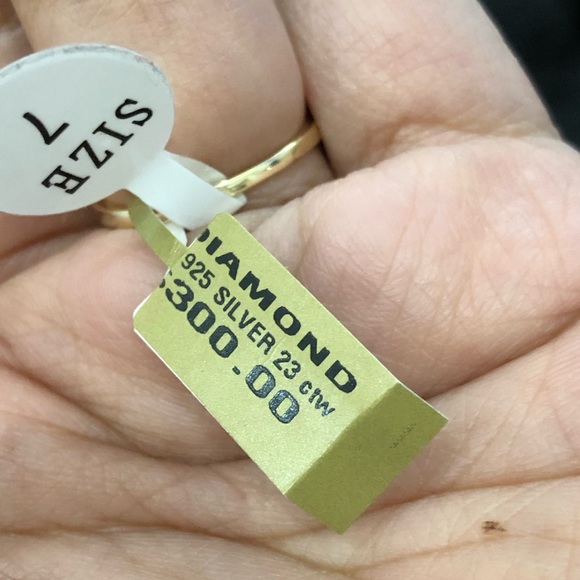 SIZE
7
DIAMOND
925 SILVER 23 ctw
$300.00